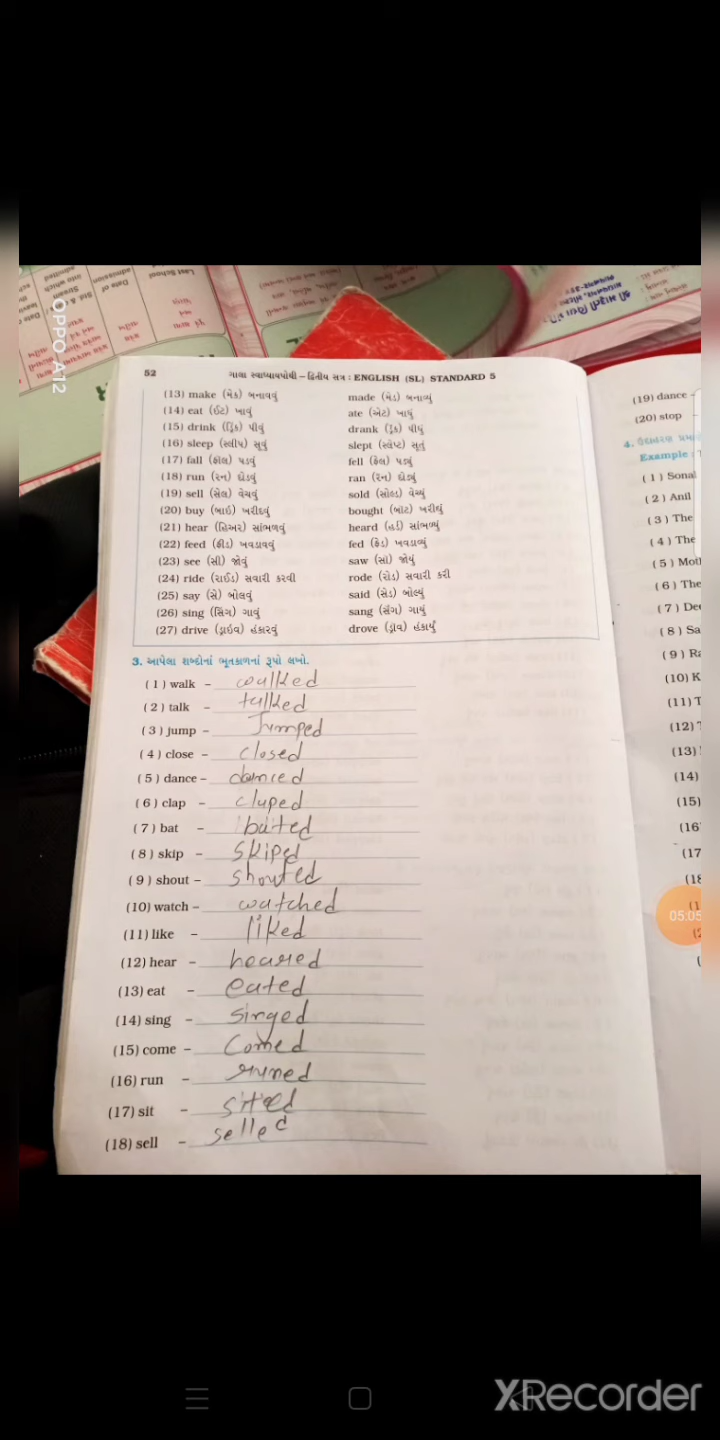 OPPO A12
52 ગાલા સ્વાધ્યાયપોથી – દ્વિતીય સત્ર : ENGLISH (SL) STANDARD 5
(13) make (મેક) બનાવવું made (મેડ) બનાવ્યું
(14) eat (ઈટ) ખાવું ate (એટ) ખાધું
(15) drink (ડ્રિંક) પીવું drank (ડ્રૅંક) પીધું
(16) sleep (સ્લીપ) સૂવું slept (સ્લેપ્ટ) સૂતું
(17) fall (ફૉલ) પડવું fell (ફેલ) પડ્યું
(18) run (રન) દોડવું ran (રૅન) દોડ્યું
(19) sell (સેલ) વેચવું sold (સોલ્ડ) વેચ્યું
(20) buy (બાઇ) ખરીદવું bought (બૉટ) ખરીદ્યું
(21) hear (હિઅર) સાંભળવું heard (હર્ડ) સાંભળ્યું
(22) feed (ફીડ) ખવડાવવું fed (ફેડ) ખવડાવ્યું
(23) see (સી) જોવું saw (સૉ) જોયું
(24) ride (રાઈડ) સવારી કરવી rode (રોડ) સવારી કરી
(25) say (સે) બોલવું said (સેડ) બોલ્યું
(26) sing (સિંગ) ગાવું sang (સૅંગ) ગાયું
(27) drive (ડ્રાઇવ) હંકારવું drove (ડ્રોવ) હંકાર્યું
3. આપેલા શબ્દોનાં ભૂતકાળનાં રૂપો લખો.
(1) walk – walked
(2) talk – talked
(3) jump – Jumped
(4) close – closed
(5) dance – danced
(6) clap – claped
(7) bat – bated
(8) skip – skiped
(9) shout – shouted
(10) watch – watched
(11) like – liked
(12) hear – heared
(13) eat – eated
(14) sing – singed
(15) come – Comed
(16) run – runed
(17) sit – sited
(18) sell – selled
(19) dance –
(20) stop –
4. ઉદાહરણ
Example :
(1) Sonal
(2) Anil
(3) The
(4) The
(5)
(6) The
(7)
(8)
(9)
(10)
(11)
(12)
(13)
(14)
(15)
(16
(17
(18
05:05
XRecorder